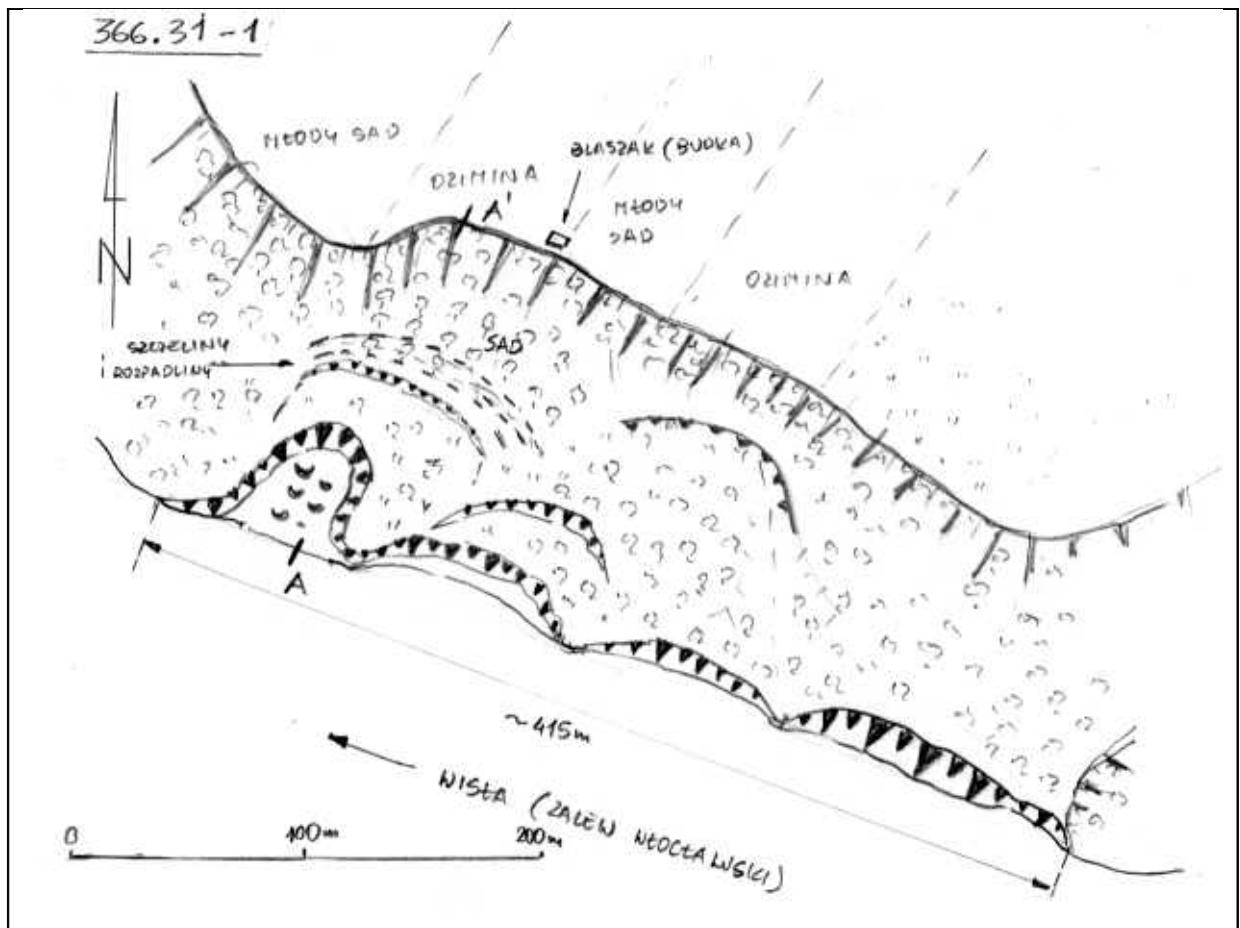 366.31-1
MŁODY SAD
BLASZAK (BUDKA)
OZIMINA
A'
MŁODY
SAD
OZIMINA
N
SZCZELINY
I ROZPADLINY
SAD
A
~415m
WISŁA (ZALEW WŁOCŁAWSKI)
0 100m 200m